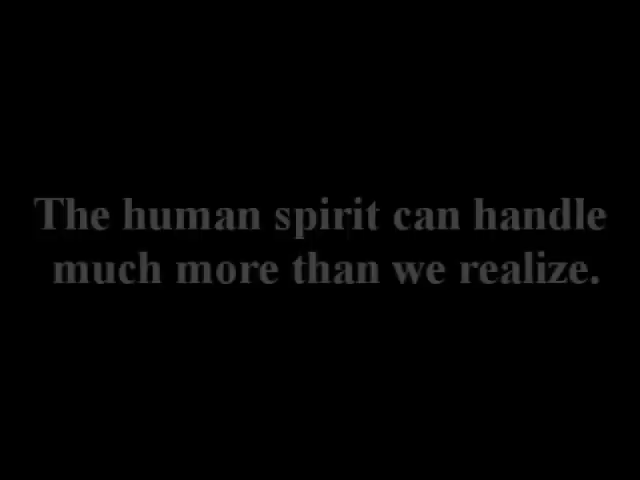 The human spirit can handle
much more than we realize.